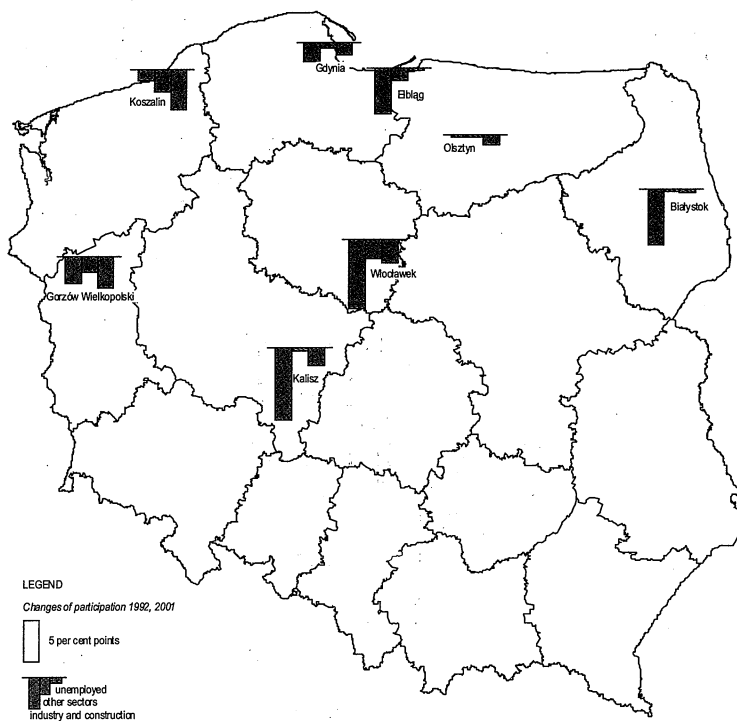 Gdynia
Koszalin
Elbląg
Olsztyn
Białystok
Włocławek
Gorzów Wielkopolski
Kalisz
LEGEND
Changes of participation 1992, 2001
5 per cent points
unemployed
other sectors
industry and construction